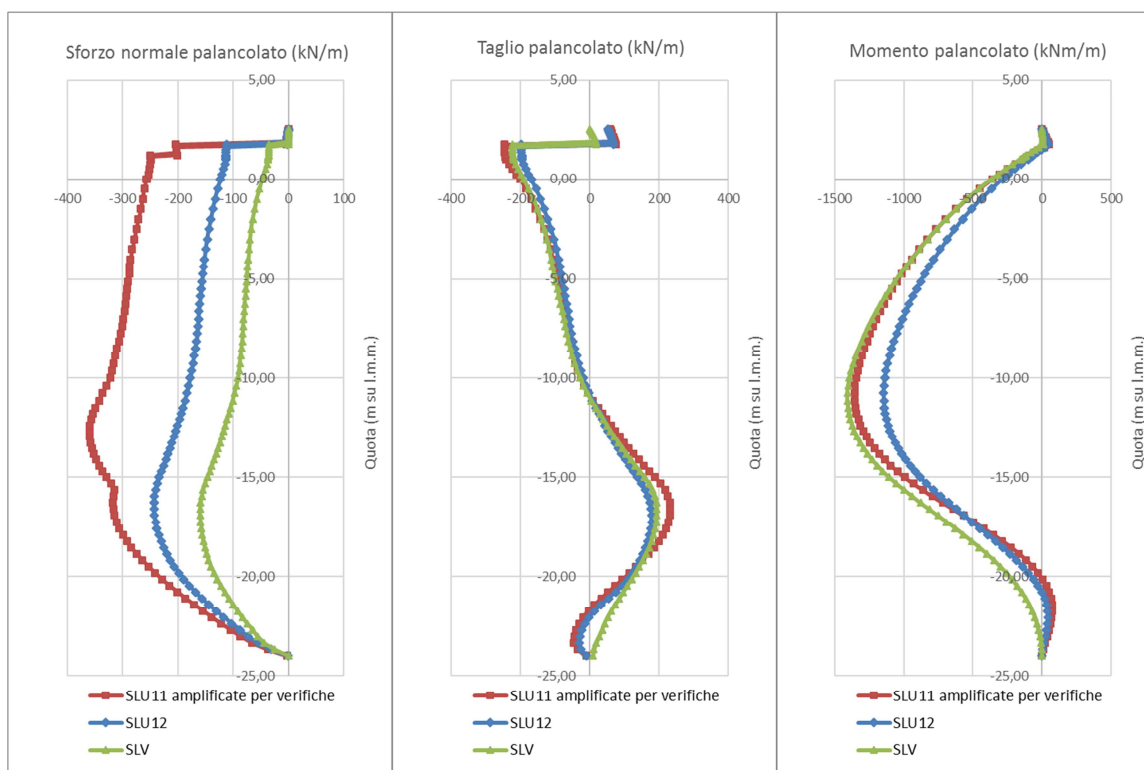 Sforzo normale palancolato (kN/m)
5,00
0,00
-400 -300 -200 -100 0 100
-5,00
-10,00
-15,00
-20,00
-25,00
Quota (m su l.m.m.)
SLU11 amplificate per verifiche
SLU12
SLV
Taglio palancolato (kN/m)
5,00
0,00
-400 -200 0 200 400
-5,00
-10,00
-15,00
-20,00
-25,00
Quota (m su l.m.m.)
SLU11 amplificate per verifiche
SLU12
SLV
Momento palancolato (kNm/m)
5,00
0,00
-1500 -1000 -500 0 500
-5,00
-10,00
-15,00
-20,00
-25,00
Quota (m su l.m.m.)
SLU11 amplificate per verifiche
SLU12
SLV